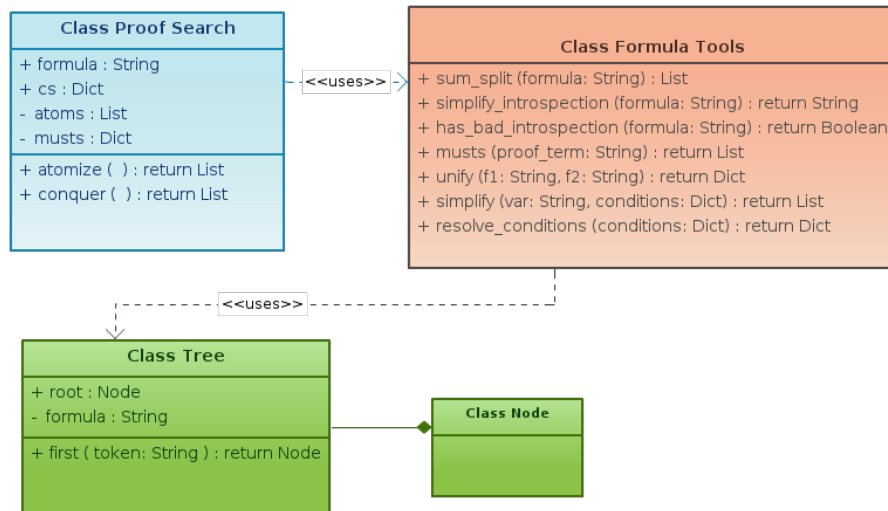 Class Proof Search
+ formula : String
+ cs : Dict
- atoms : List
- musts : Dict
+ atomize (  ) : return List
+ conquer ( ) : return List
<<uses>>
Class Formula Tools
+ sum_split (formula: String) : List
+ simplify_introspection (formula: String) : return String
+ has_bad_introspection (formula: String) : return Boolean
+ musts (proof_term: String) : return List
+ unify (f1: String, f2: String) : return Dict
+ simplify (var: String, conditions: Dict) : return List
+ resolve_conditions (conditions: Dict) : return Dict
<<uses>>
Class Tree
+ root : Node
- formula : String
+ first ( token: String ) : return Node
Class Node